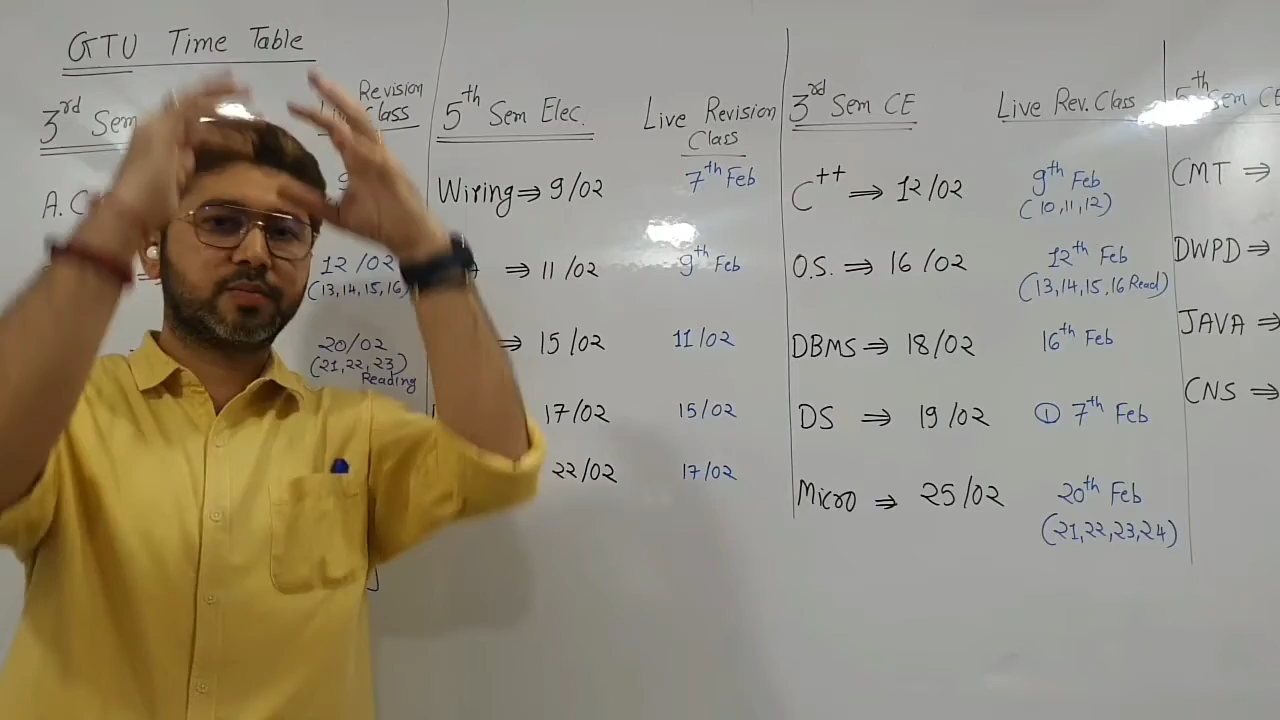 GTU Time Table
3rd Sem
Revision
Class
A.C
12/02
(13,14,15,16)
20/02
(21,22,23)
Reading
5th Sem Elec.
Live Revision
Class
Wiring ⇒ 9/02
7th Feb
⇒ 11/02
9th Feb
⇒ 15/02
11/02
17/02
15/02
22/02
17/02
3rd Sem CE
Live Rev. Class
C++ ⇒ 12/02
9th Feb
(10,11,12)
O.S. ⇒ 16/02
12th Feb
(13,14,15,16 Read)
DBMS ⇒ 18/02
16th Feb
DS ⇒ 19/02
① 7th Feb
Micro ⇒ 25/02
20th Feb
(21,22,23,24)
5th Sem CE
CMT ⇒
DWPD ⇒
JAVA ⇒
CNS ⇒